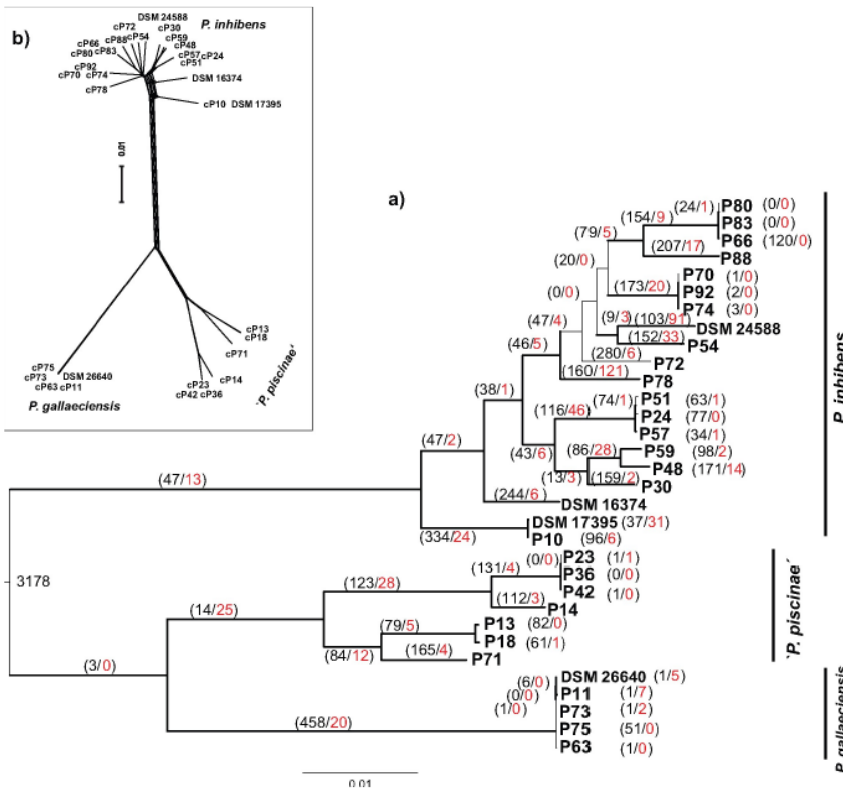 b)
DSM 24588
P. inhibens
cP72
cP30
cP88 cP54
cP59
cP66
cP48
cP80 cP83
cP57 cP24
cP92
cP51
cP70 cP74
DSM 16374
cP78
cP10 DSM 17395
0.01
cP13
cP18
cP71
cP75
DSM 26640
cP73
cP63 cP11
cP23
cP14
cP42 cP36
P. gallaeciensis
`P. piscinae´
a)
(24/1) P80 (0/0)
(154/9)
P83 (0/0)
(79/5)
P66 (120/0)
(207/17) P88
(20/0)
P70 (1/0)
(173/20) P92 (2/0)
(0/0)
P74 (3/0)
(47/4) (9/3) (103/91) DSM 24588
(152/33) P54
(46/5)
(280/6) P72
(160/121) P78
(38/1)
(74/1) P51 (63/1)
(116/46) P24 (77/0)
P57 (34/1)
(47/2)
(43/6) (86/28) P59 (98/2)
P48 (171/14)
(13/3) (159/2) P30
(47/13)
(244/6) DSM 16374
DSM 17395 (37/31)
(334/24) P10 (96/6)
P. inhibens
(0/0) P23 (1/1)
(131/4) P36 (0/0)
3178
(123/28) P42 (1/0)
(112/3) P14
(14/25)
(79/5) P13 (82/0)
P18 (61/1)
(84/12) (165/4) P71
`P. piscinae´
(3/0)
(6/0) DSM 26640 (1/5)
(0/0) P11 (1/7)
(1/0) P73 (1/2)
(458/20) P75 (51/0)
P63 (1/0)
P. gallaeciensis
0.01